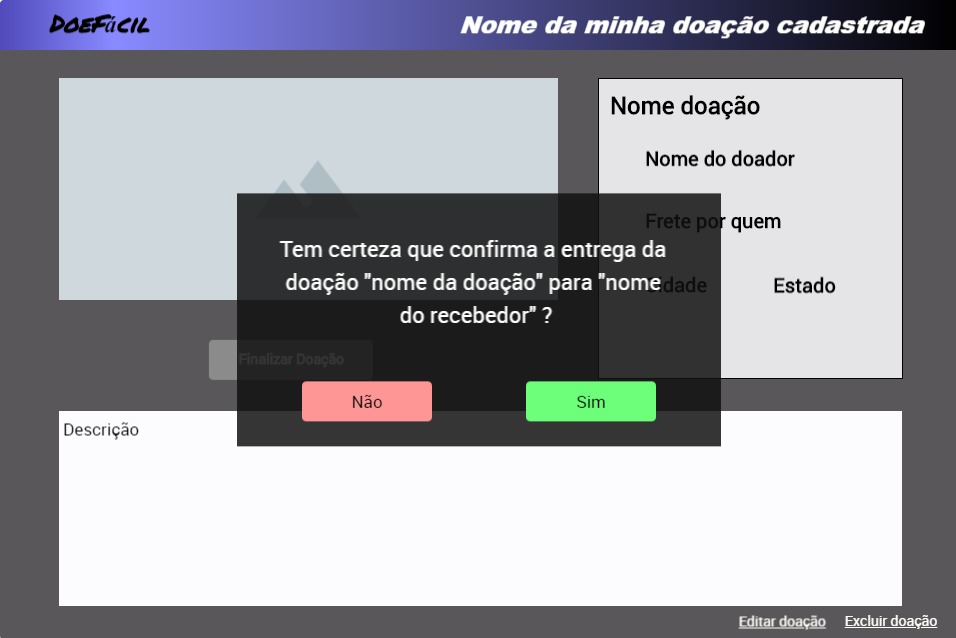 DoeFácil
Nome da minha doação cadastrada
Nome doação
Nome do doador
Frete por quem
Cidade
Estado
Tem certeza que confirma a entrega da
doação "nome da doação" para "nome
do recebedor" ?
Finalizar Doação
Não
Sim
Descrição
Editar doação
Excluir doação